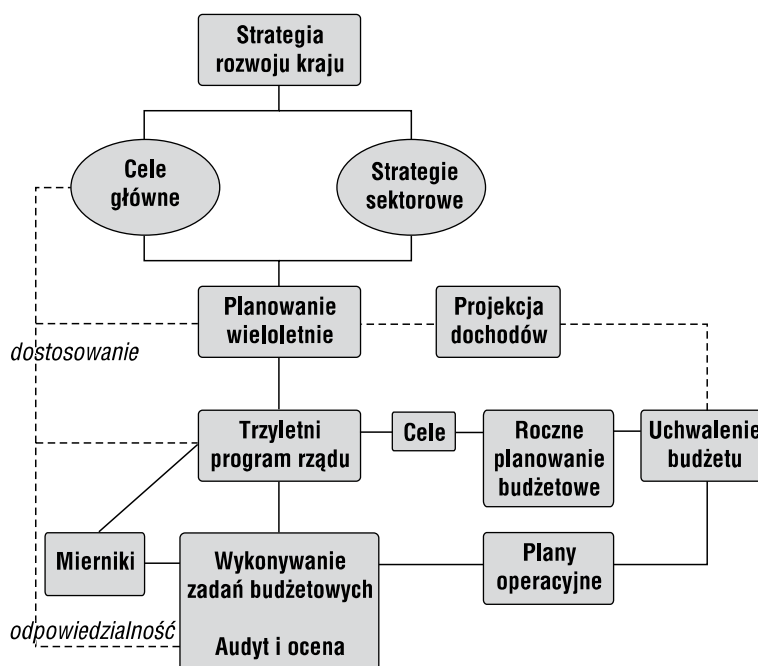 Strategia
rozwoju kraju
Cele
główne
Strategie
sektorowe
Planowanie
wieloletnie
Projekcja
dochodów
dostosowanie
Trzyletni
program rządu
Cele
Roczne
planowanie
budżetowe
Uchwalenie
budżetu
Mierniki
Wykonywanie
zadań budżetowych
Plany
operacyjne
odpowiedzialność
Audyt i ocena